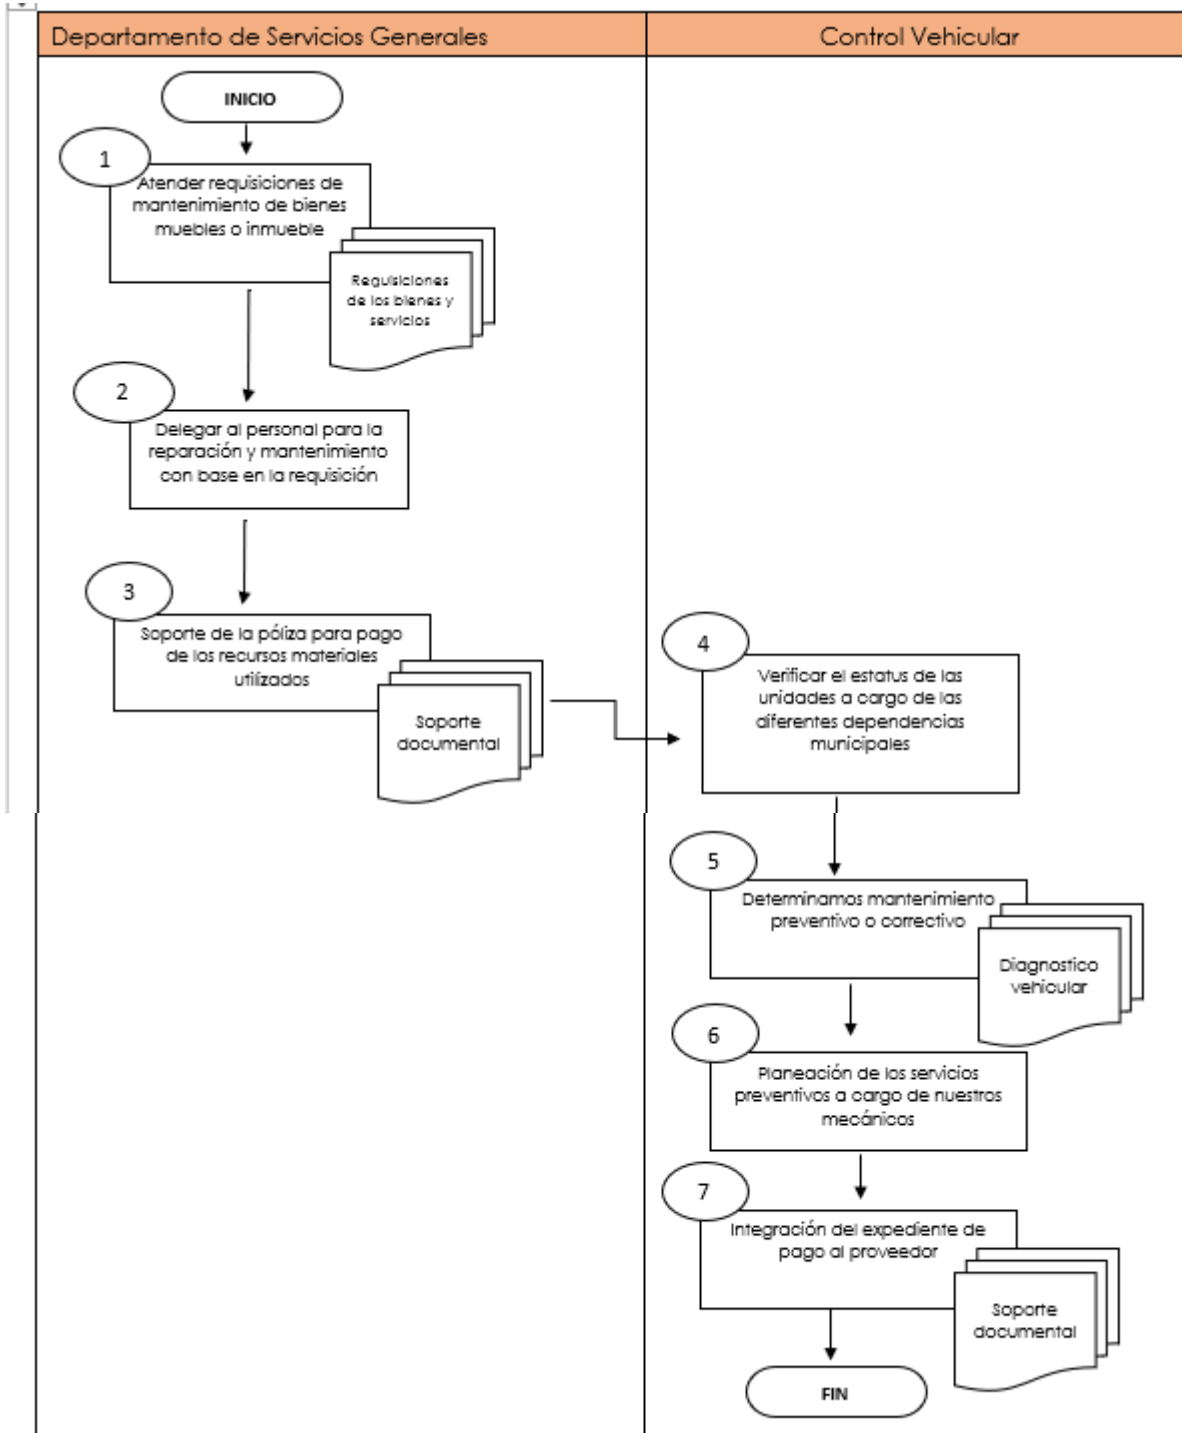 Departamento de Servicios Generales
Control Vehicular
INICIO
1
Atender requisiciones de
mantenimiento de bienes
muebles o inmueble
Requisiciones
de los bienes y
servicios
2
Delegar al personal para la
reparación y mantenimiento
con base en la requisición
3
Soporte de la póliza para pago
de los recursos materiales
utilizados
Soporte
documental
4
Verificar el estatus de las
unidades a cargo de las
diferentes dependencias
municipales
5
Determinamos mantenimiento
preventivo o correctivo
Diagnostico
vehicular
6
Planeación de los servicios
preventivos a cargo de nuestros
mecánicos
7
Integración del expediente de
pago al proveedor
Soporte
documental
FIN